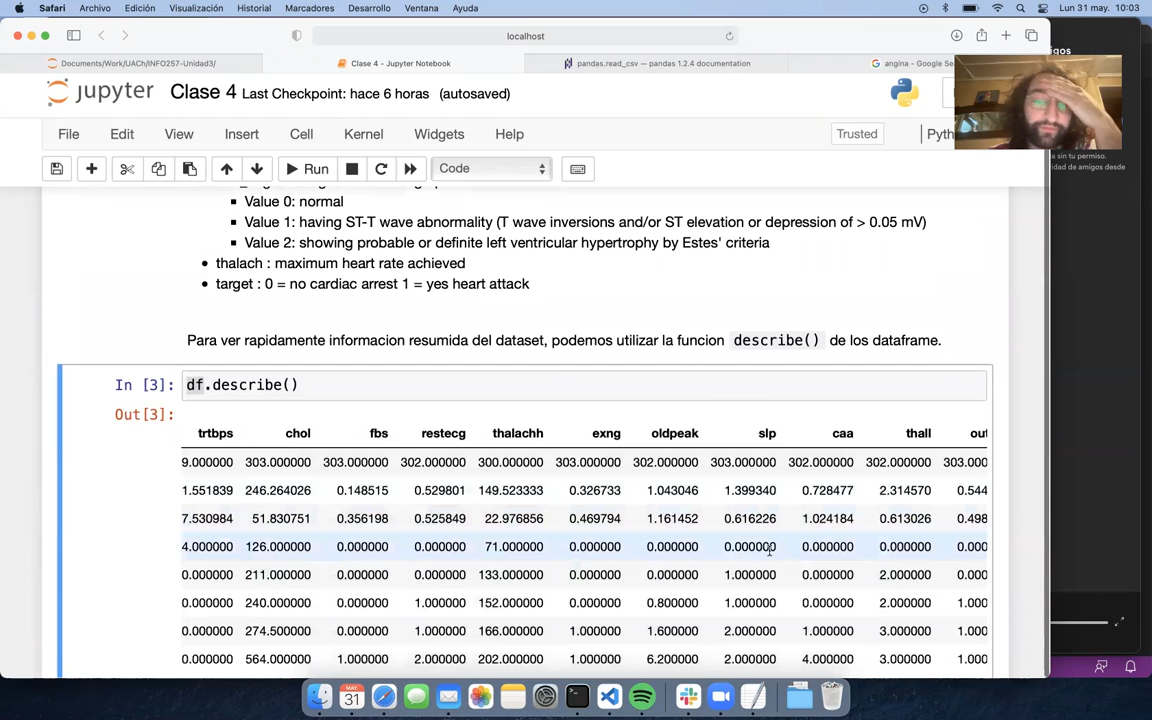 Safari Archivo Edición Visualización Historial Marcadores Desarrollo Ventana Ayuda Lun 31 may. 10:03
localhost
Documents/Work/UACh/INFO257-Unidad3/ Clase 4 - Jupyter Notebook pandas.read_csv — pandas 1.2.4 documentation angina - Google Se
jupyter Clase 4 Last Checkpoint: hace 6 horas (autosaved)
File Edit View Insert Cell Kernel Widgets Help Trusted Pyth
a sin tu permiso.
idad de amigos desde
Run Code
Value 0: normal
Value 1: having ST-T wave abnormality (T wave inversions and/or ST elevation or depression of > 0.05 mV)
Value 2: showing probable or definite left ventricular hypertrophy by Estes' criteria
thalach : maximum heart rate achieved
target : 0 = no cardiac arrest 1 = yes heart attack
Para ver rapidamente informacion resumida del dataset, podemos utilizar la funcion describe() de los dataframe.
In [3]: df.describe()
Out[3]:
trtbps chol fbs restecg thalachh exng oldpeak slp caa thall out
9.000000 303.000000 303.000000 302.000000 300.000000 303.000000 302.000000 303.000000 302.000000 302.000000 303.000
1.551839 246.264026 0.148515 0.529801 149.523333 0.326733 1.043046 1.399340 0.728477 2.314570 0.544
7.530984 51.830751 0.356198 0.525849 22.976856 0.469794 1.161452 0.616226 1.024184 0.613026 0.498
4.000000 126.000000 0.000000 0.000000 71.000000 0.000000 0.000000 0.000000 0.000000 0.000000 0.000
0.000000 211.000000 0.000000 0.000000 133.000000 0.000000 0.000000 1.000000 0.000000 2.000000 0.000
0.000000 240.000000 0.000000 1.000000 152.000000 0.000000 0.800000 1.000000 0.000000 2.000000 1.000
0.000000 274.500000 0.000000 1.000000 166.000000 1.000000 1.600000 2.000000 1.000000 3.000000 1.000
0.000000 564.000000 1.000000 2.000000 202.000000 1.000000 6.200000 2.000000 4.000000 3.000000 1.000
MAY. 31